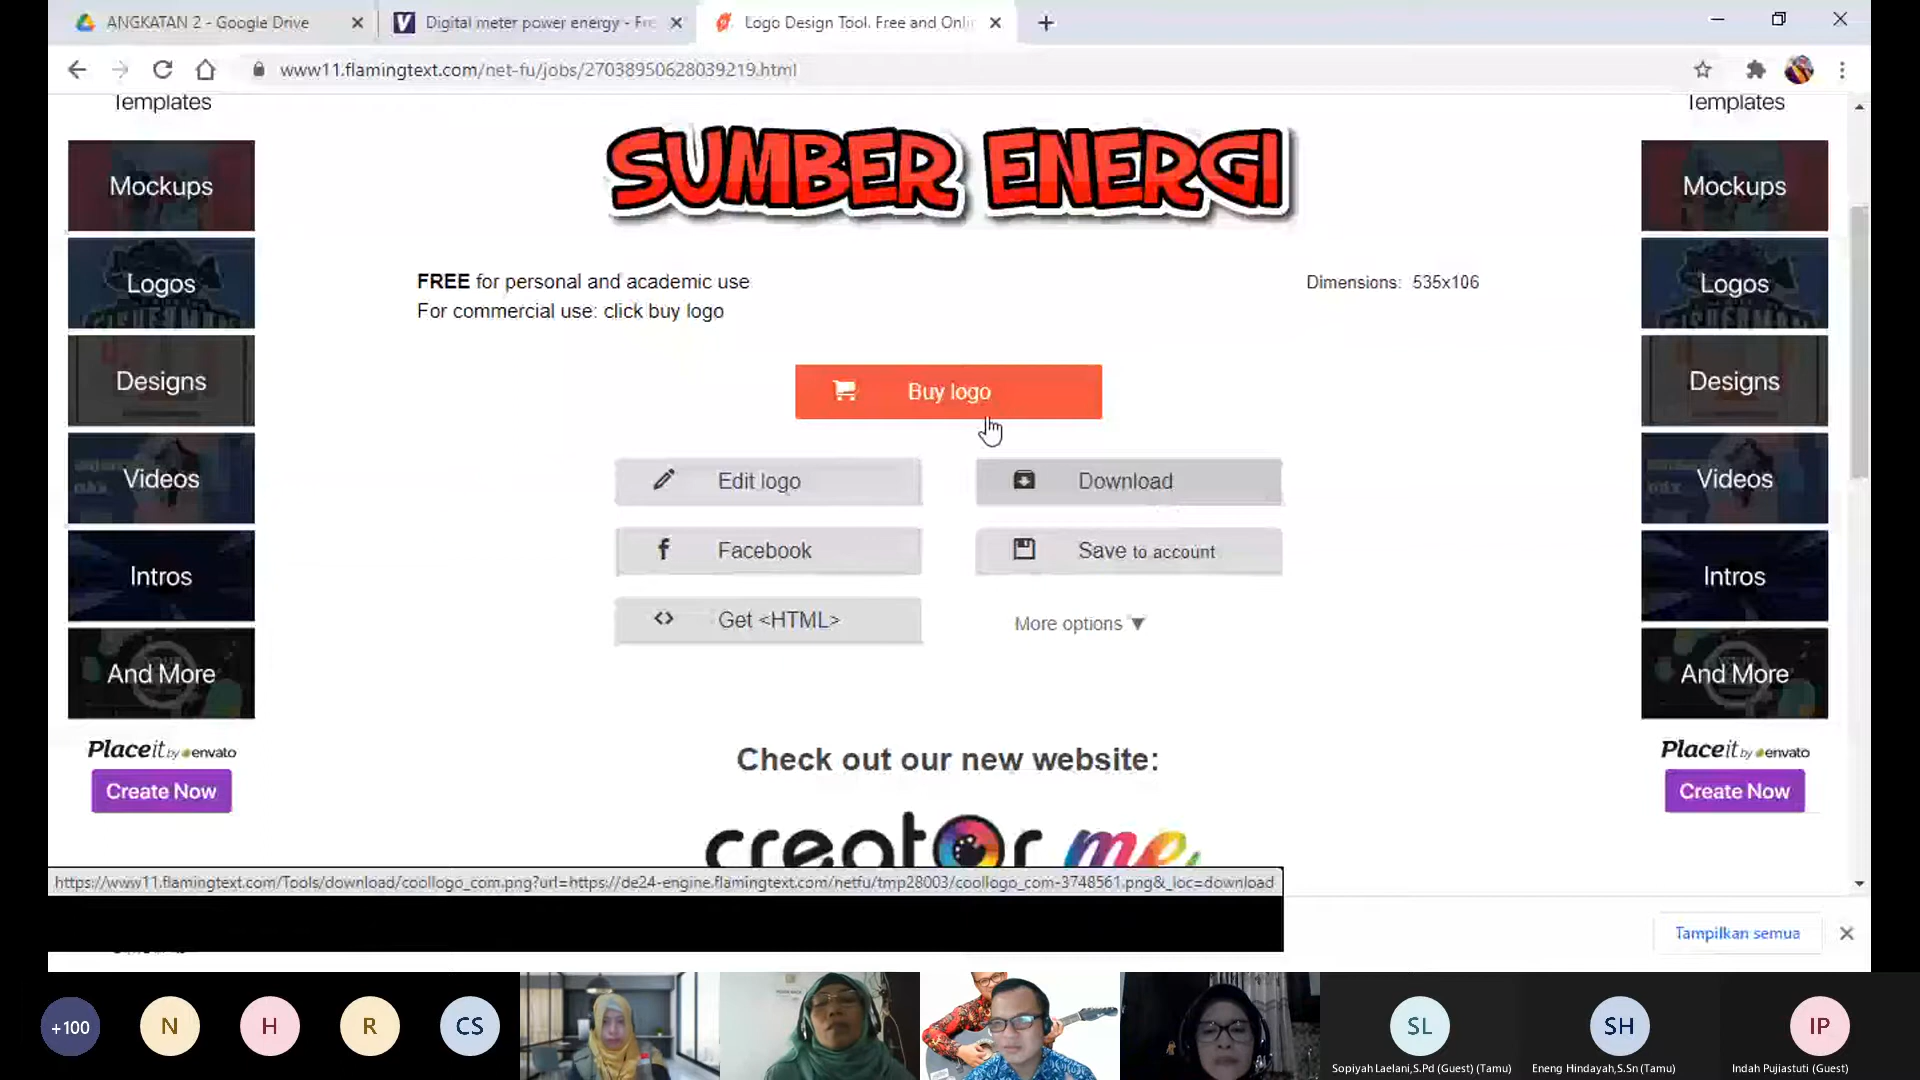 ANGKATAN 2 - Google Drive
Digital meter power energy - Fre
Logo Design Tool. Free and Onlin
www11.flamingtext.com/net-fu/jobs/27038950628039219.html
Templates
Templates
SUMBER ENERGI
Mockups
Mockups
FREE for personal and academic use
Dimensions: 535x106
For commercial use: click buy logo
Logos
Logos
Designs
Buy logo
Designs
Videos
Edit logo
Download
Videos
Facebook
Save to account
Intros
Intros
Get <HTML>
More options ▼
And More
And More
Placeit by envato
Placeit by envato
Check out our new website:
Create Now
Create Now
creator me
https://www11.flamingtext.com/Tools/download/coollogo_com.png?url=https://de24-engine.flamingtext.com/netfu/tmp28003/coollogo_com-3748561.png&_loc=download
Tampilkan semua
+100
N
H
R
CS
SL
SH
IP
Sopiyah Laelani,S.Pd (Guest) (Tamu)
Eneng Hindayah,S.Sn (Tamu)
Indah Pujiastuti (Guest)